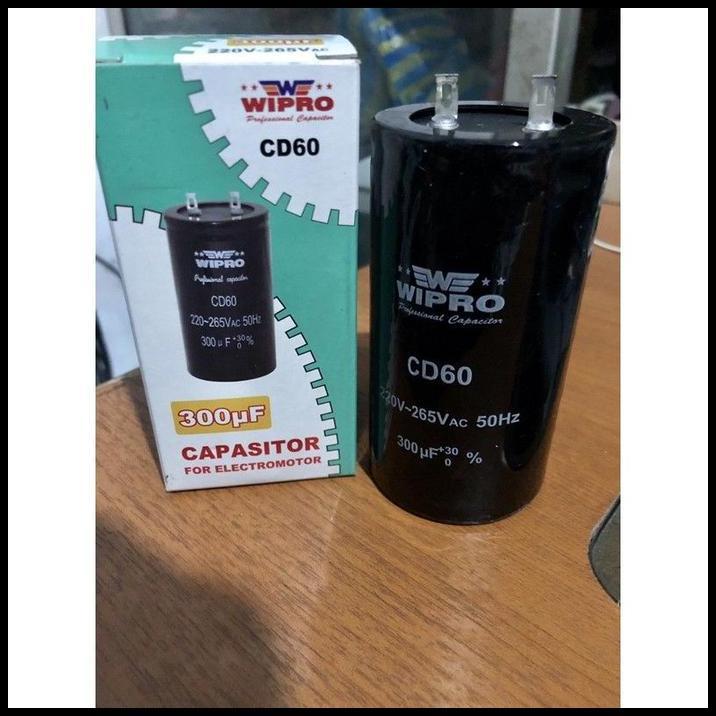 300µF
220V-265VAC
WIPRO
Professional Capacitor
CD60
WIPRO
Professional capacitor
CD60
220~265VAC 50Hz
300µF +30 0 %
300µF
CAPASITOR
FOR ELECTROMOTOR
WIPRO
Professional Capacitor
CD60
220V~265VAC 50Hz
300µF +30 0 %